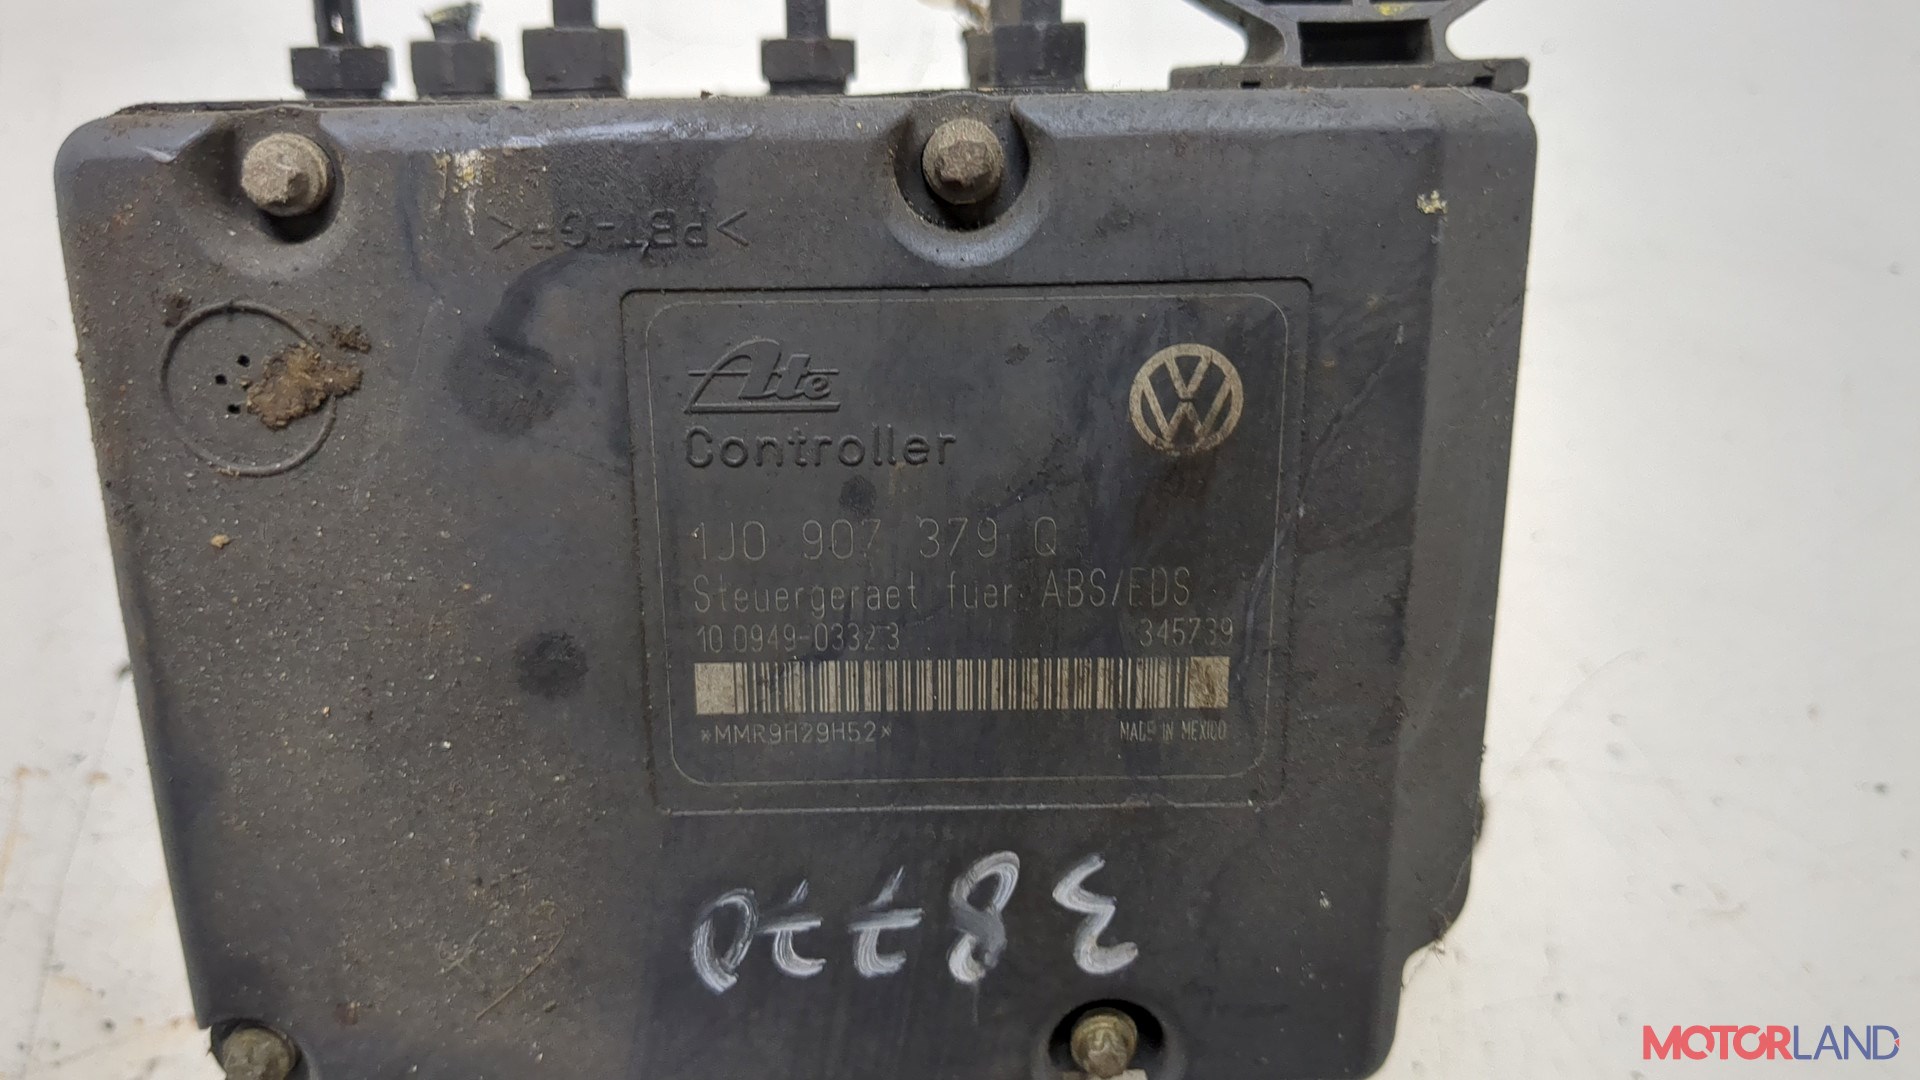 >PBT-GF<
Ate
Controller
1J0 907 379 Q
Steuergeraet fuer ABS/EDS
10.0949-0332.3 345739
*MMR9H29H52*
MADE IN MEXICO
38770
MOTORLAND